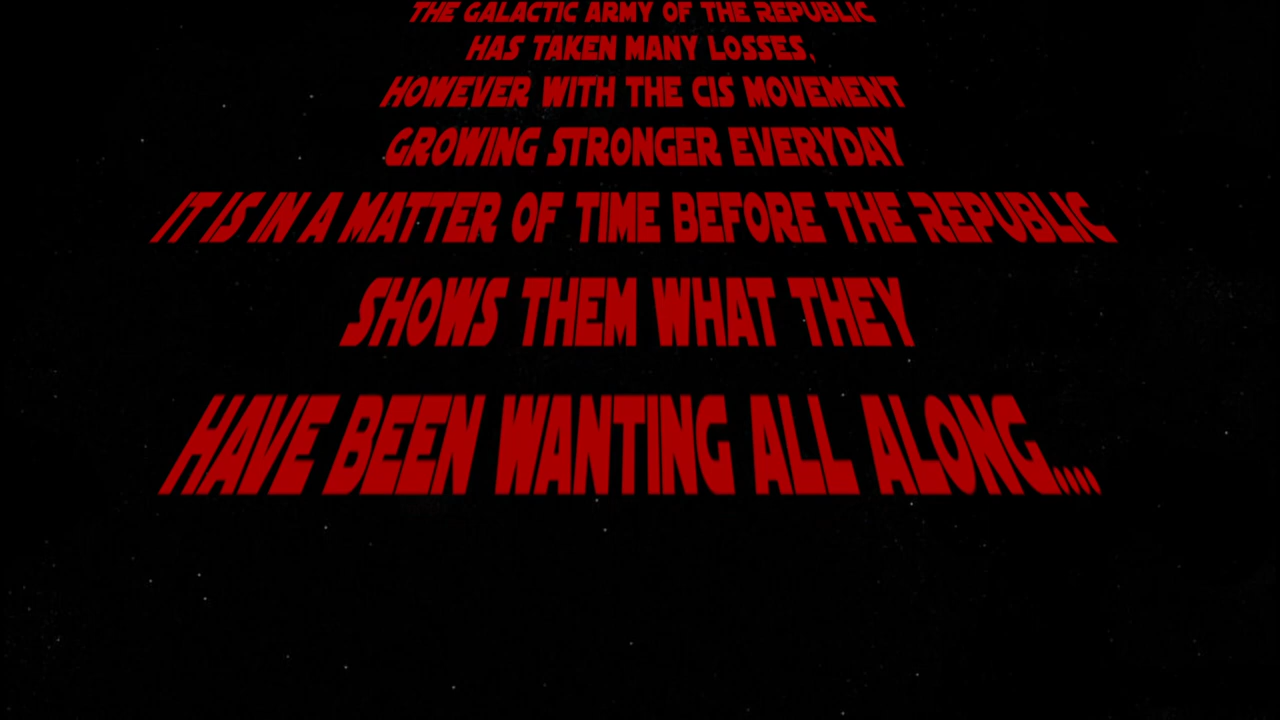 THE GALACTIC ARMY OF THE REPUBLIC
HAS TAKEN MANY LOSSES,
HOWEVER WITH THE CIS MOVEMENT
GROWING STRONGER EVERYDAY
IT IS IN A MATTER OF TIME BEFORE THE REPUBLIC
SHOWS THEM WHAT THEY
HAVE BEEN WANTING ALL ALONG....